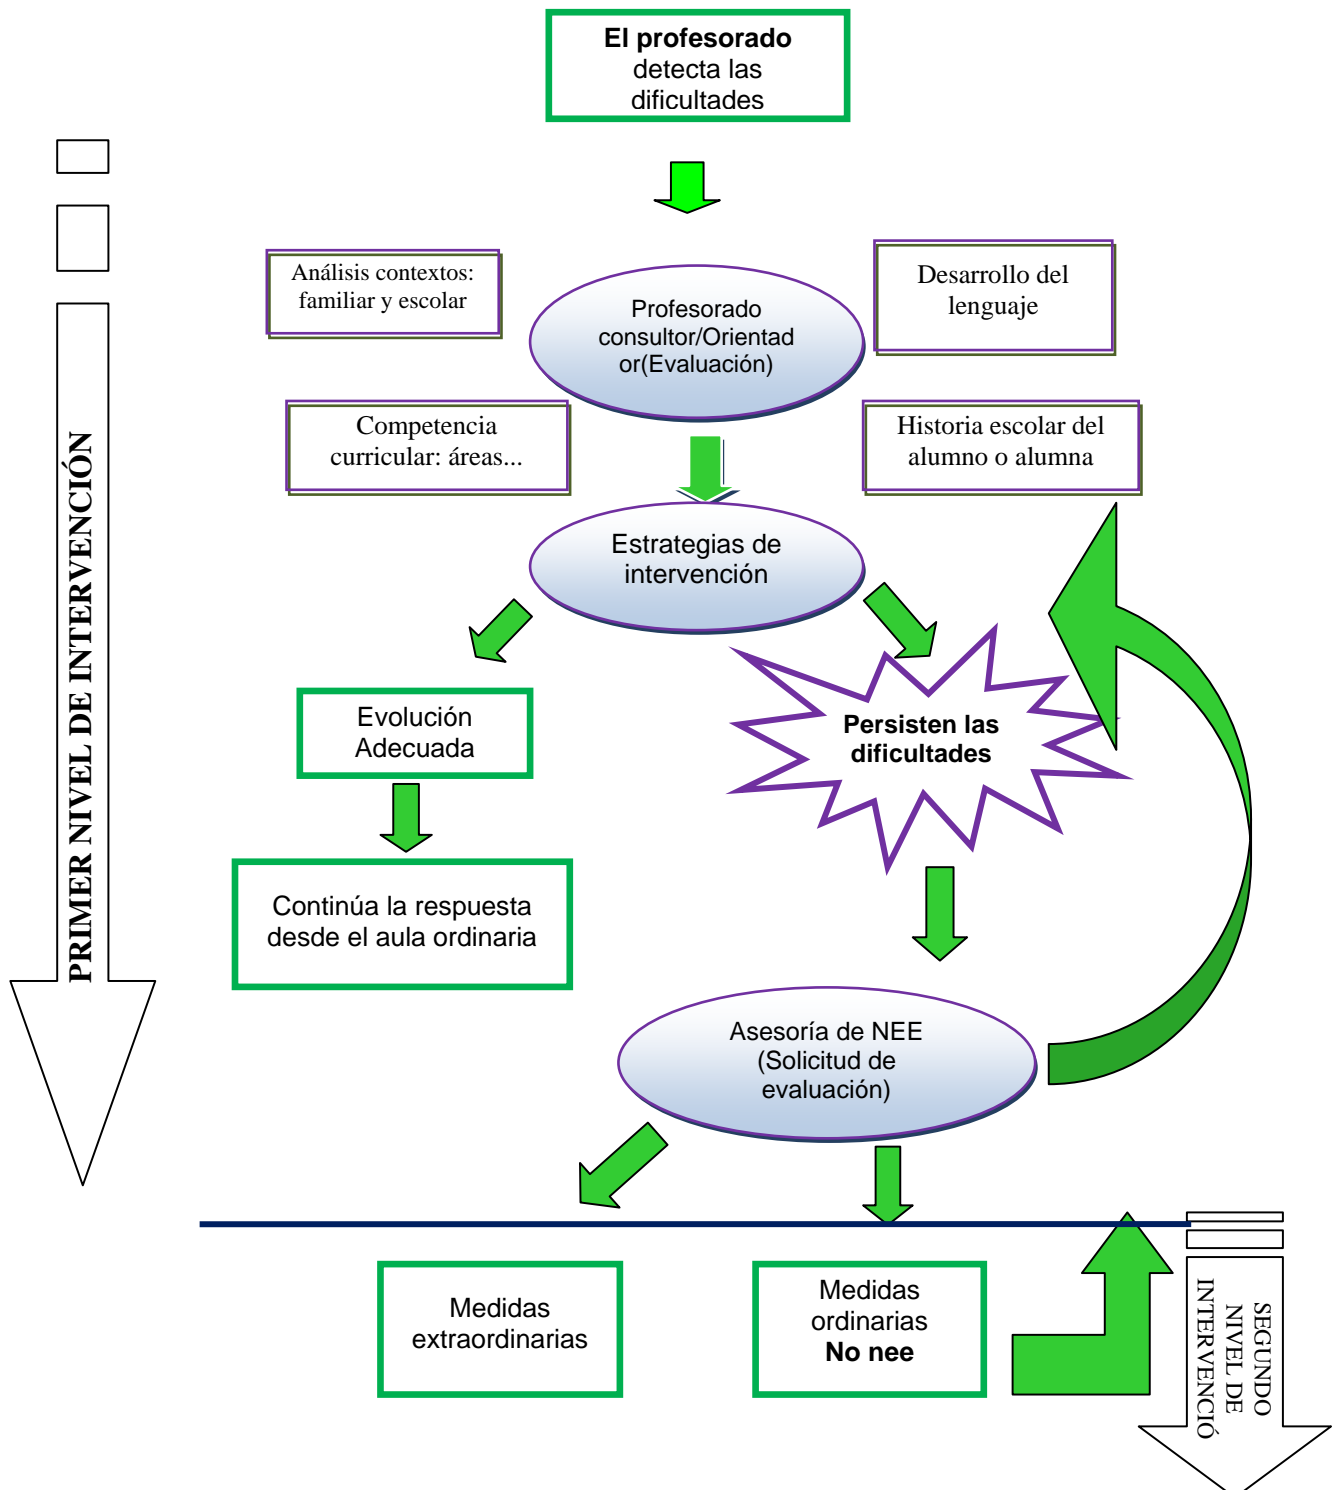 El profesorado
detecta las
dificultades
Análisis contextos:
familiar y escolar
Profesorado
consultor/Orientad
or(Evaluación)
Desarrollo del
lenguaje
Competencia
curricular: áreas...
Historia escolar del
alumno o alumna
PRIMER NIVEL DE INTERVENCIÓN
Estrategias de
intervención
Evolución
Adecuada
Persisten las
dificultades
Continúa la respuesta
desde el aula ordinaria
Asesoría de NEE
(Solicitud de
evaluación)
Medidas
extraordinarias
Medidas
ordinarias
No nee
SEGUNDO
NIVEL DE
INTERVENCIÓ